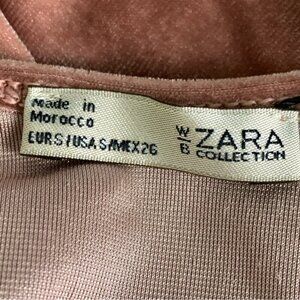 Made in
Morocco
EUR S / USA S / MEX 26
W/B ZARA
COLLECTION